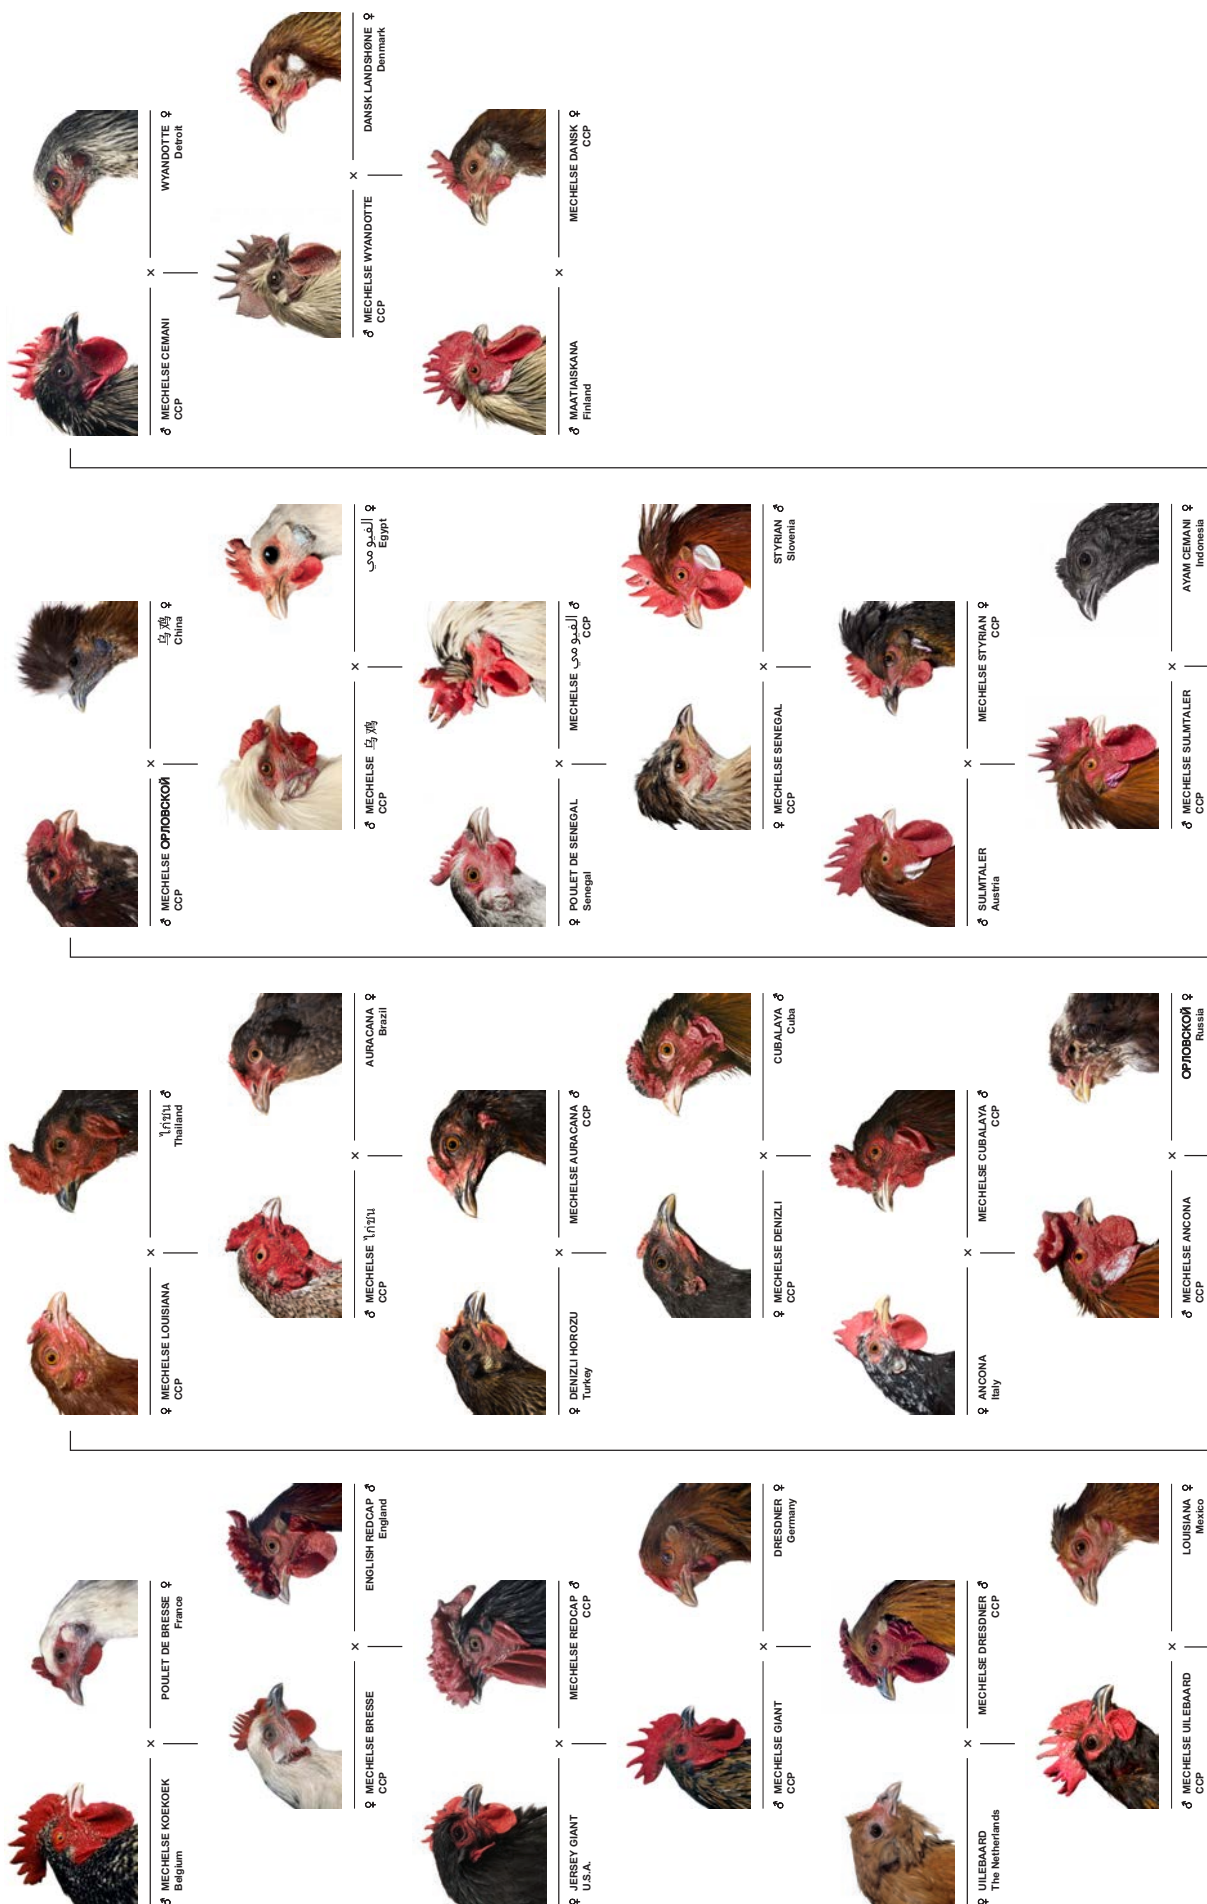 ♂ MECHELSE KOEKOEK
Belgium
×
POULET DE BRESSE ♀
France
♀ MECHELSE BRESSE
CCP
×
ENGLISH REDCAP ♂
England
♀ JERSEY GIANT
U.S.A.
×
MECHELSE REDCAP ♂
CCP
♂ MECHELSE GIANT
CCP
×
DRESDNER ♀
Germany
♀ UILEBAARD
The Netherlands
×
MECHELSE DRESDNER ♂
CCP
♂ MECHELSE UILEBAARD
CCP
×
LOUISIANA ♀
Mexico
♀ MECHELSE LOUISIANA
CCP
×
ไก่ชน ♂
Thailand
♂ MECHELSE ไก่ชน
CCP
×
AURACANA ♀
Brazil
♀ DENIZLI HOROZU
Turkey
×
MECHELSE AURACANA ♂
CCP
♀ MECHELSE DENIZLI
CCP
×
CUBALAYA ♂
Cuba
♀ ANCONA
Italy
×
MECHELSE CUBALAYA ♂
CCP
♂ MECHELSE ANCONA
CCP
×
ОРЛОВСКОЙ ♀
Russia
♂ MECHELSE ОРЛОВСКОЙ
CCP
×
乌鸡 ♀
China
♂ MECHELSE 乌鸡
CCP
×
الفيومي ♀
Egypt
♀ POULET DE SENEGAL
Senegal
×
MECHELSE الفيومي ♂
CCP
♀ MECHELSE SENEGAL
CCP
×
STYRIAN ♂
Slovenia
♂ SULMTALER
Austria
×
MECHELSE STYRIAN ♀
CCP
♂ MECHELSE SULMTALER
CCP
×
AYAM CEMANI ♀
Indonesia
♂ MECHELSE CEMANI
CCP
×
WYANDOTTE ♀
Detroit
♂ MECHELSE WYANDOTTE
CCP
×
DANSK LANDSHØNE ♀
Denmark
♂ MAATIAISKANA
Finland
×
MECHELSE DANSK ♀
CCP